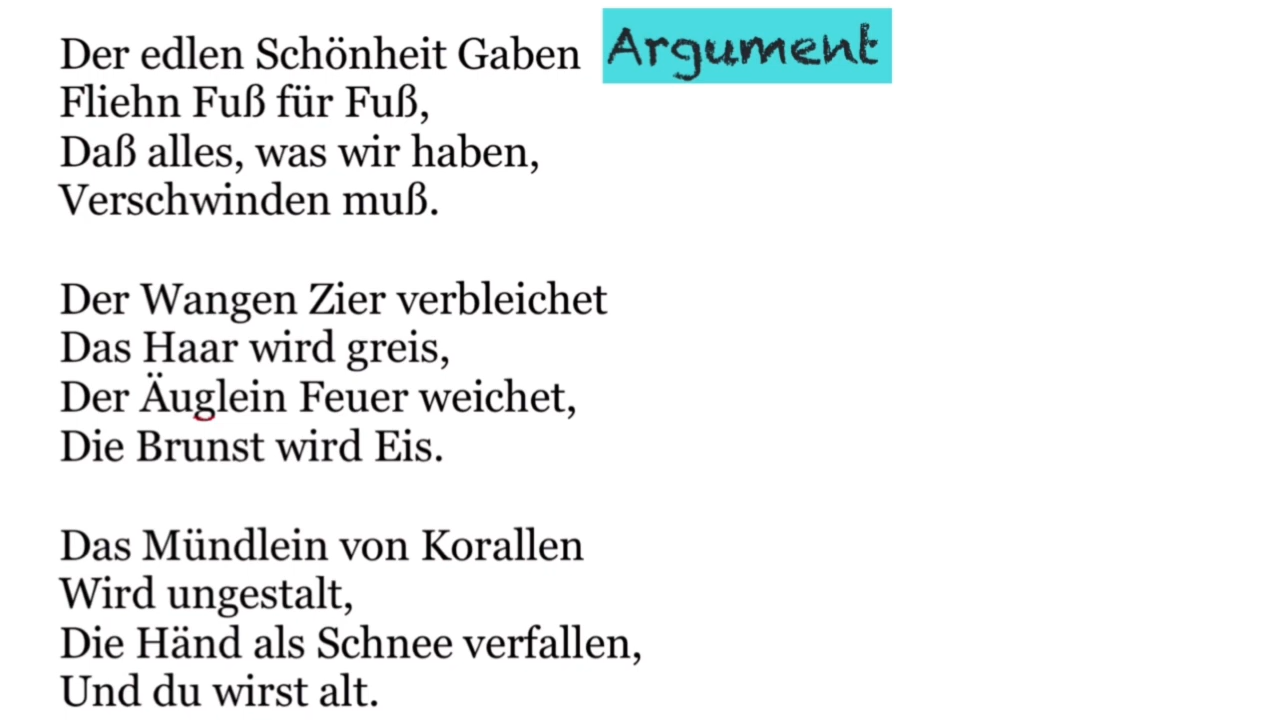 Der edlen Schönheit Gaben Argument
Fliehn Fuß für Fuß,
Daß alles, was wir haben,
Verschwinden muß.
Der Wangen Zier verbleichet
Das Haar wird greis,
Der Äuglein Feuer weichet,
Die Brunst wird Eis.
Das Mündlein von Korallen
Wird ungestalt,
Die Händ als Schnee verfallen,
Und du wirst alt.